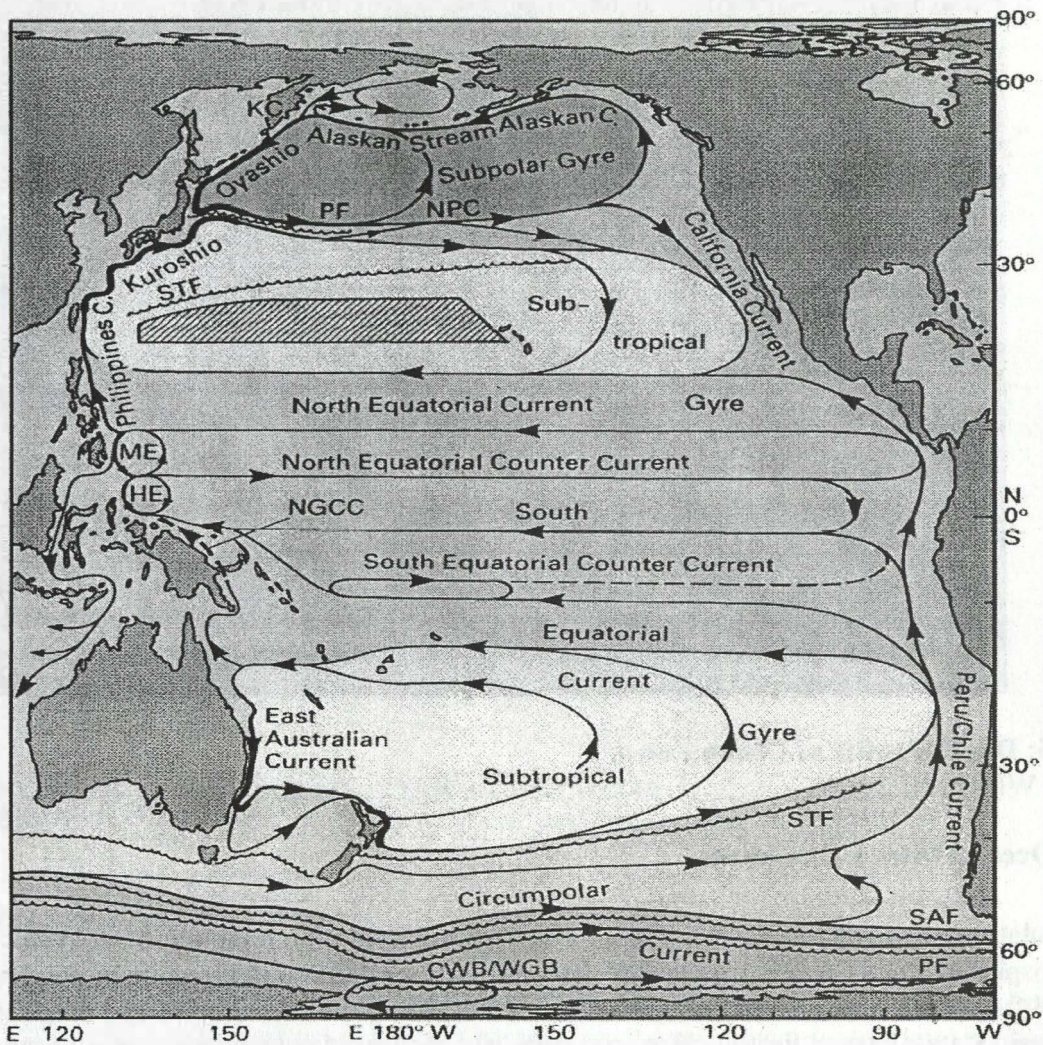 90°
60°
KC
Alaskan Stream
Alaskan C.
Oyashio
Subpolar Gyre
PF
NPC
California Current
Kuroshio
30°
STF
Philippines C.
Sub-
tropical
North Equatorial Current
Gyre
ME
North Equatorial Counter Current
HE
NGCC
South
N
0°
S
South Equatorial Counter Current
Equatorial
Current
East
Australian
Current
Gyre
Subtropical
Peru/Chile Current
30°
STF
Circumpolar
SAF
Current
60°
PF
CWB/WGB
90°
E 120
150
E 180° W
150
120
90
W